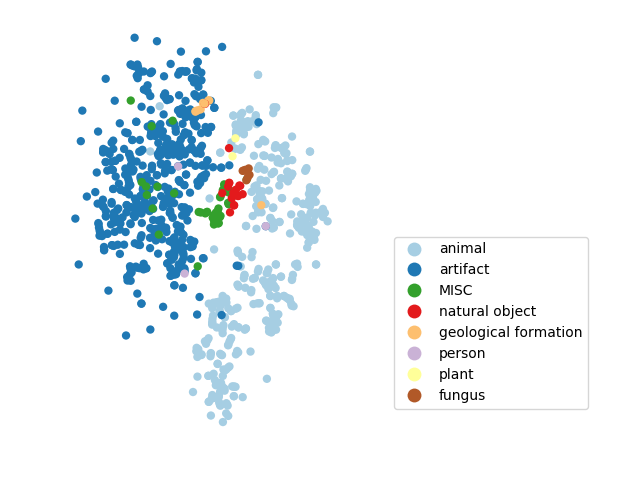 animal
artifact
MISC
natural object
geological formation
person
plant
fungus